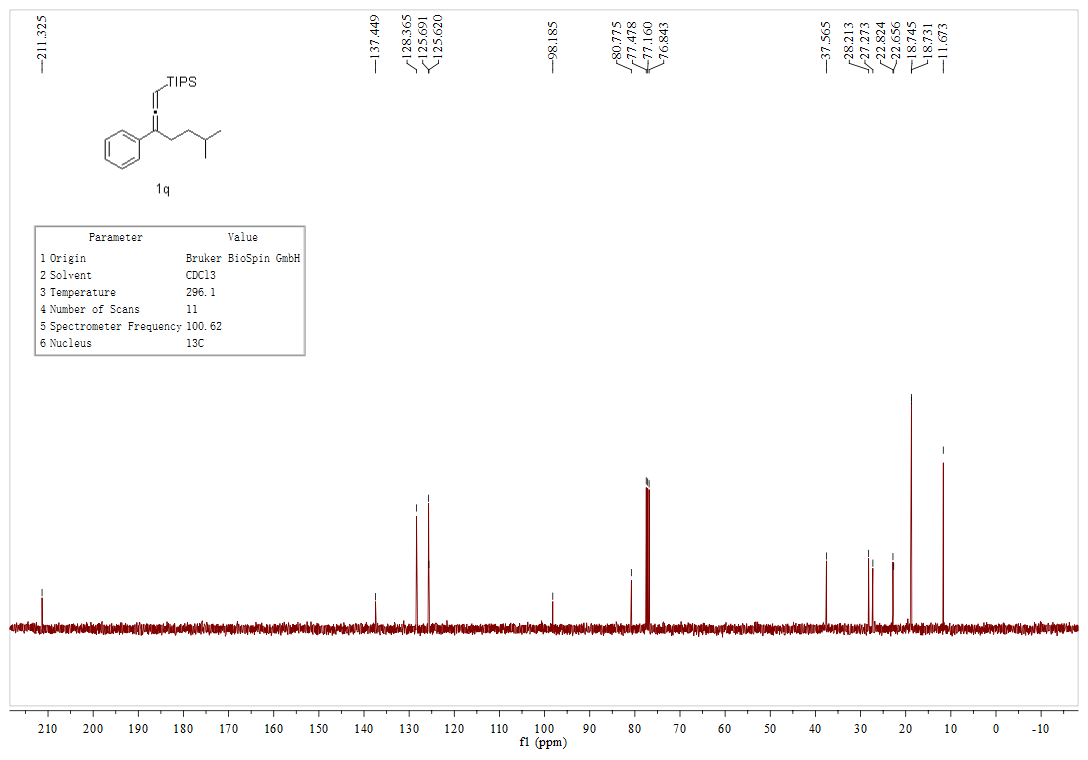 211.325
137.449
128.365
125.691
125.620
98.185
80.775
77.478
77.160
76.843
37.565
28.213
27.273
22.824
22.656
18.745
18.731
11.673
TIPS
1q
Parameter Value
1 Origin Bruker BioSpin GmbH
2 Solvent CDCl3
3 Temperature 296.1
4 Number of Scans 11
5 Spectrometer Frequency 100.62
6 Nucleus 13C
210 200 190 180 170 160 150 140 130 120 110 100 90 80 70 60 50 40 30 20 10 0 -10
f1 (ppm)